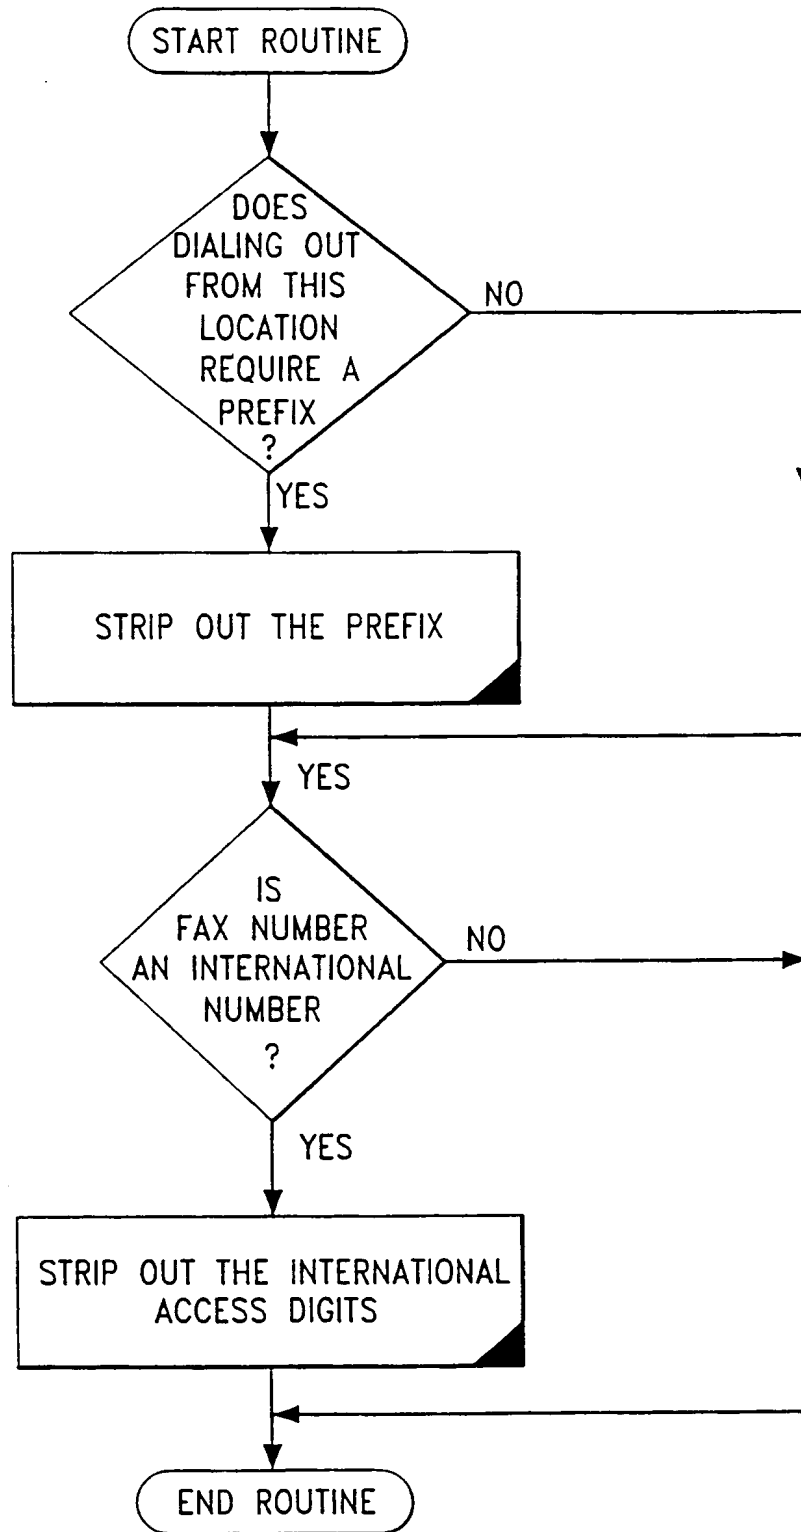 START ROUTINE
DOES
DIALING OUT
FROM THIS
LOCATION
REQUIRE A
PREFIX
?
NO
YES
STRIP OUT THE PREFIX
YES
IS
FAX NUMBER
AN INTERNATIONAL
NUMBER
?
NO
YES
STRIP OUT THE INTERNATIONAL
ACCESS DIGITS
END ROUTINE